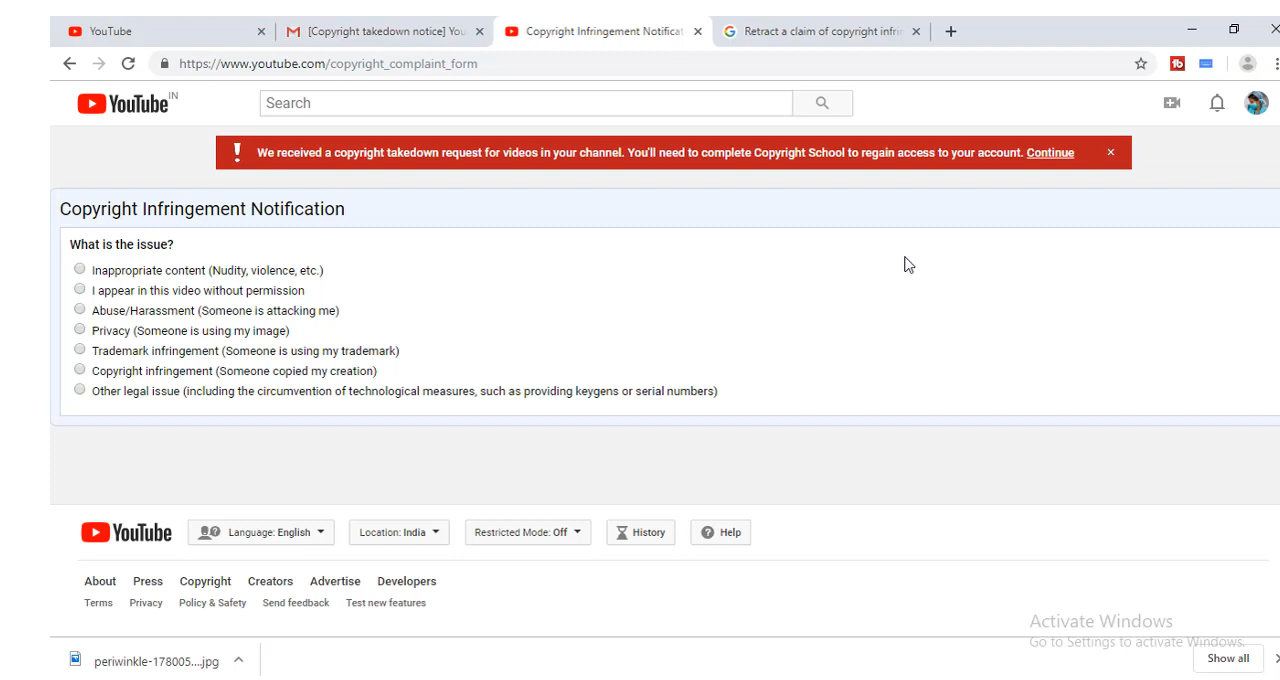 YouTube
[Copyright takedown notice] You
Copyright Infringement Notificat
Retract a claim of copyright infrin
https://www.youtube.com/copyright_complaint_form
YouTube IN
Search
We received a copyright takedown request for videos in your channel. You'll need to complete Copyright School to regain access to your account. Continue
Copyright Infringement Notification
What is the issue?
Inappropriate content (Nudity, violence, etc.)
I appear in this video without permission
Abuse/Harassment (Someone is attacking me)
Privacy (Someone is using my image)
Trademark infringement (Someone is using my trademark)
Copyright infringement (Someone copied my creation)
Other legal issue (including the circumvention of technological measures, such as providing keygens or serial numbers)
YouTube
Language: English
Location: India
Restricted Mode: Off
History
Help
About Press Copyright Creators Advertise Developers
Terms Privacy Policy & Safety Send feedback Test new features
Activate Windows
Go to Settings to activate Windows.
periwinkle-178005....jpg
Show all